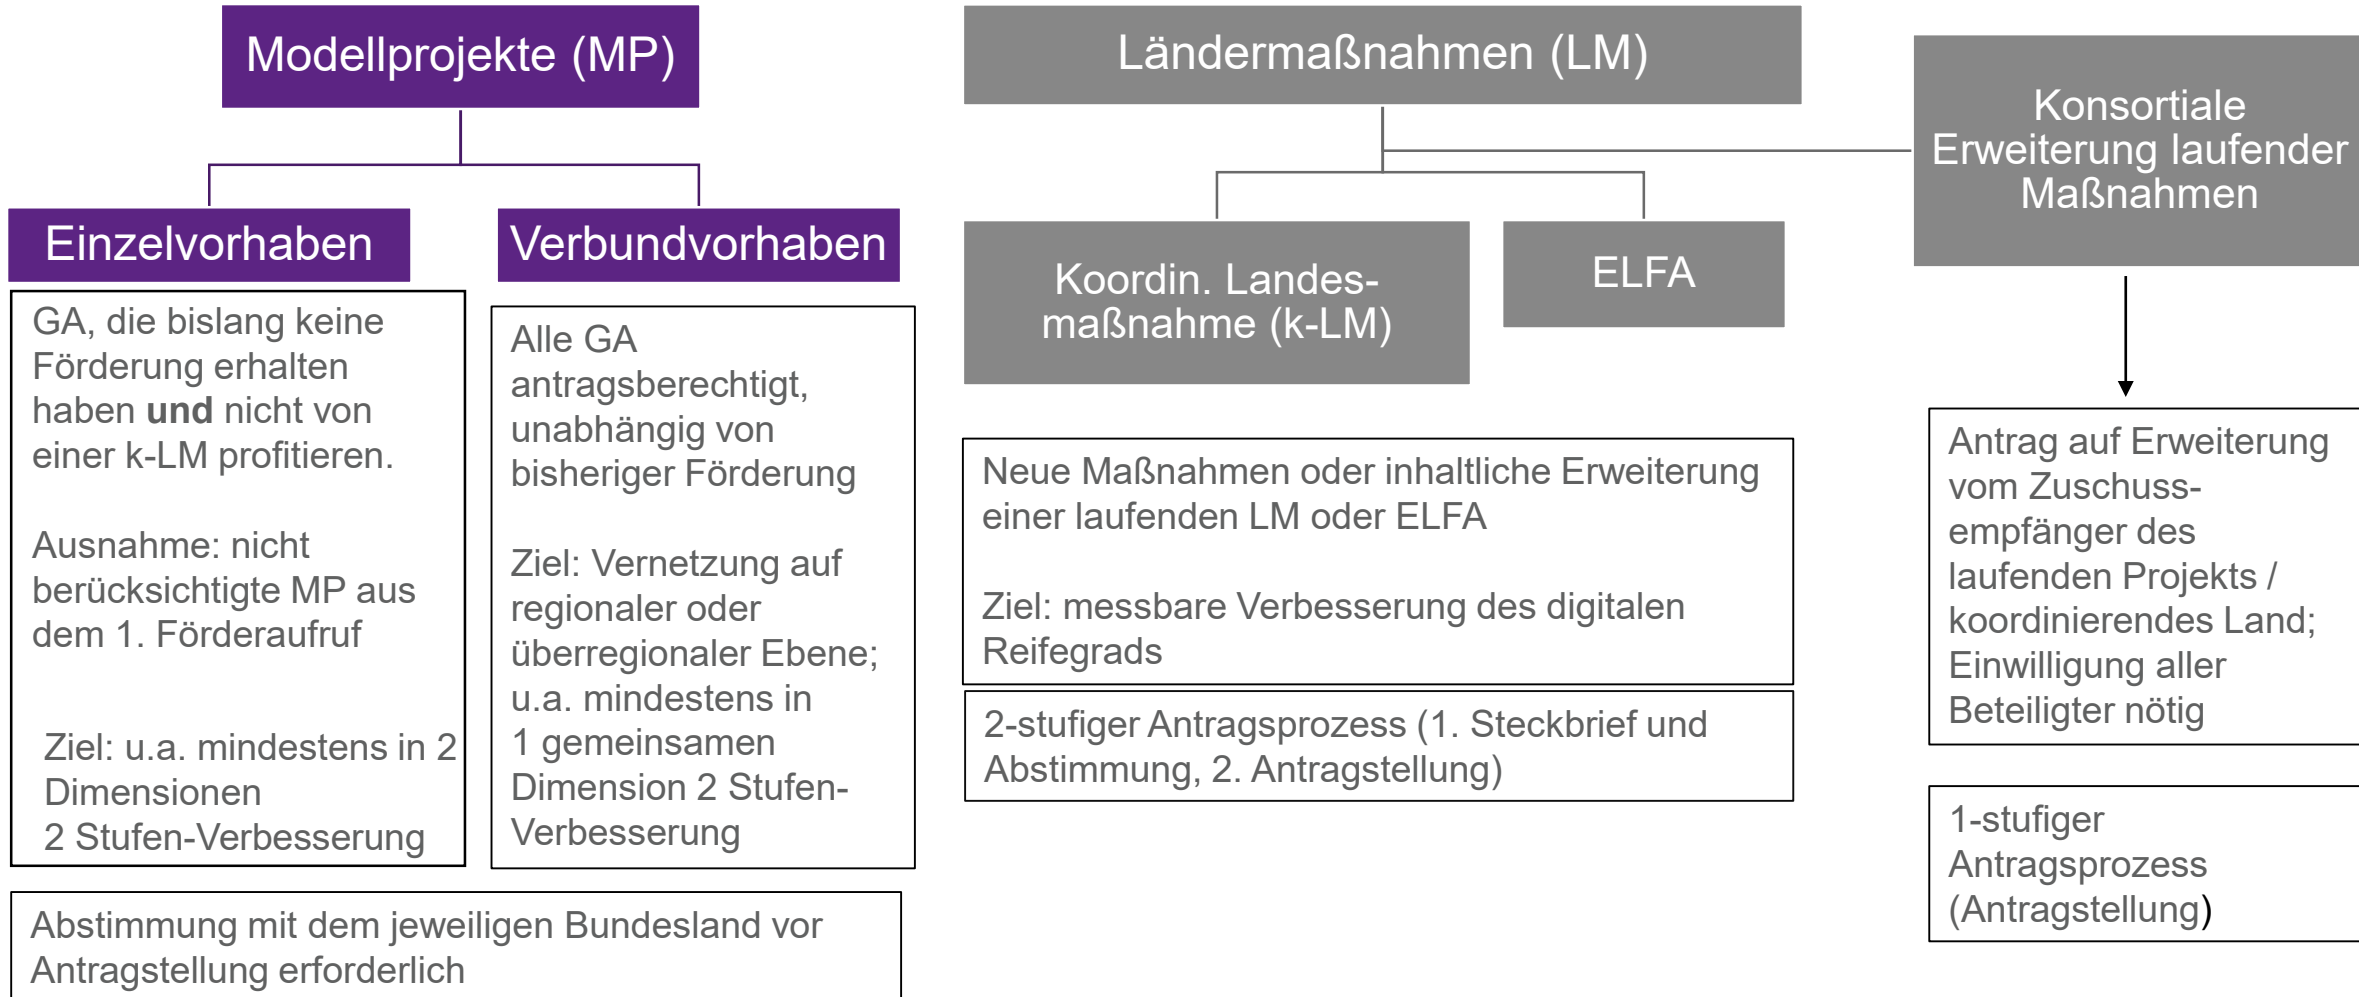 Modellprojekte (MP)
Einzelvorhaben
GA, die bislang keine
Förderung erhalten
haben und nicht von
einer k-LM profitieren.
Ausnahme: nicht
berücksichtigte MP aus
dem 1. Förderaufruf
Ziel: u.a. mindestens in 2
Dimensionen
2 Stufen-Verbesserung
Verbundvorhaben
Alle GA
antragsberechtigt,
unabhängig von
bisheriger Förderung
Ziel: Vernetzung auf
regionaler oder
überregionaler Ebene;
u.a. mindestens in
1 gemeinsamen
Dimension 2 Stufen-
Verbesserung
Abstimmung mit dem jeweiligen Bundesland vor
Antragstellung erforderlich
Ländermaßnahmen (LM)
Koordin. Landes-
maßnahme (k-LM)
ELFA
Neue Maßnahmen oder inhaltliche Erweiterung
einer laufenden LM oder ELFA
Ziel: messbare Verbesserung des digitalen
Reifegrads
2-stufiger Antragsprozess (1. Steckbrief und
Abstimmung, 2. Antragstellung)
Konsortiale
Erweiterung laufender
Maßnahmen
Antrag auf Erweiterung
vom Zuschuss-
empfänger des
laufenden Projekts /
koordinierendes Land;
Einwilligung aller
Beteiligter nötig
1-stufiger
Antragsprozess
(Antragstellung)